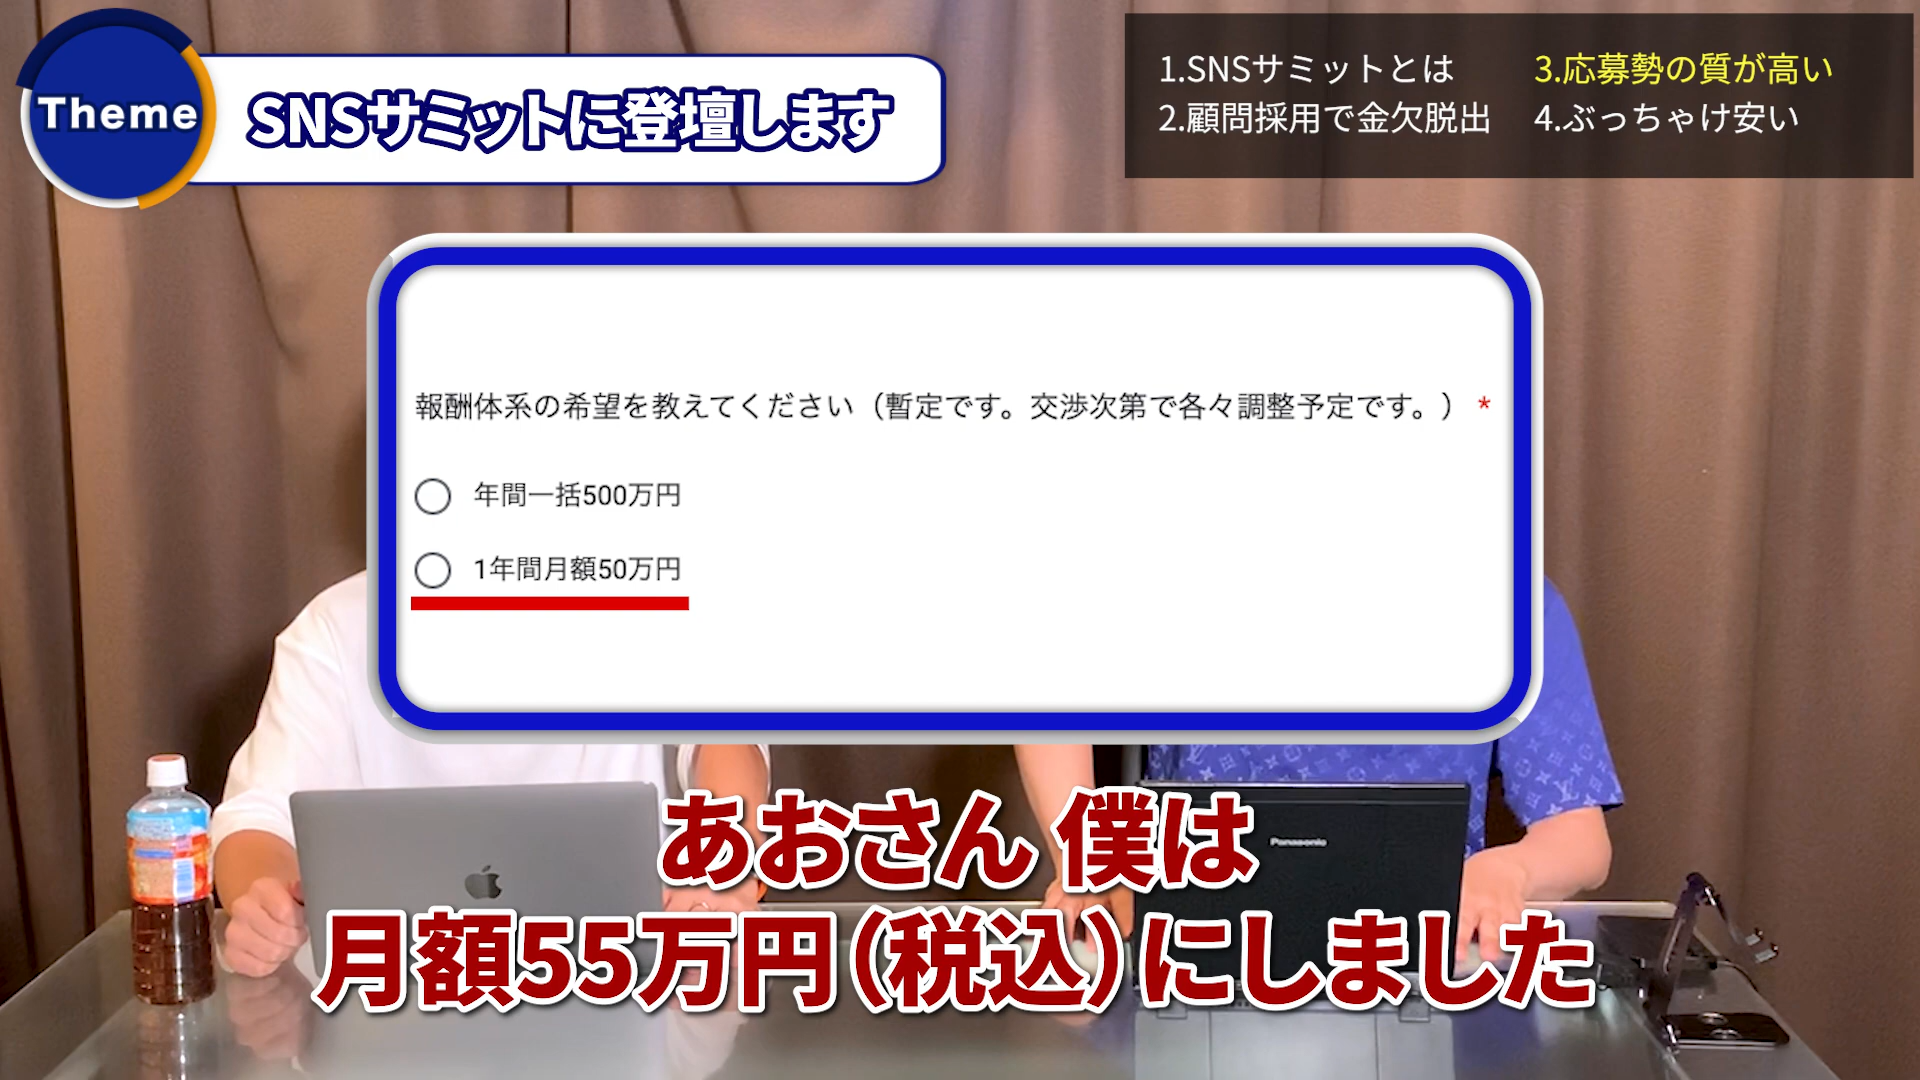 Theme
SNSサミットに登壇します
1.SNSサミットとは
2.顧問採用で金欠脱出
3.応募勢の質が高い
4.ぶっちゃけ安い
報酬体系の希望を教えてください（暫定です。交渉次第で各々調整予定です。） *
年間一括500万円
1年間月額50万円
Panasonic
あおさん 僕は
月額55万円（税込）にしました